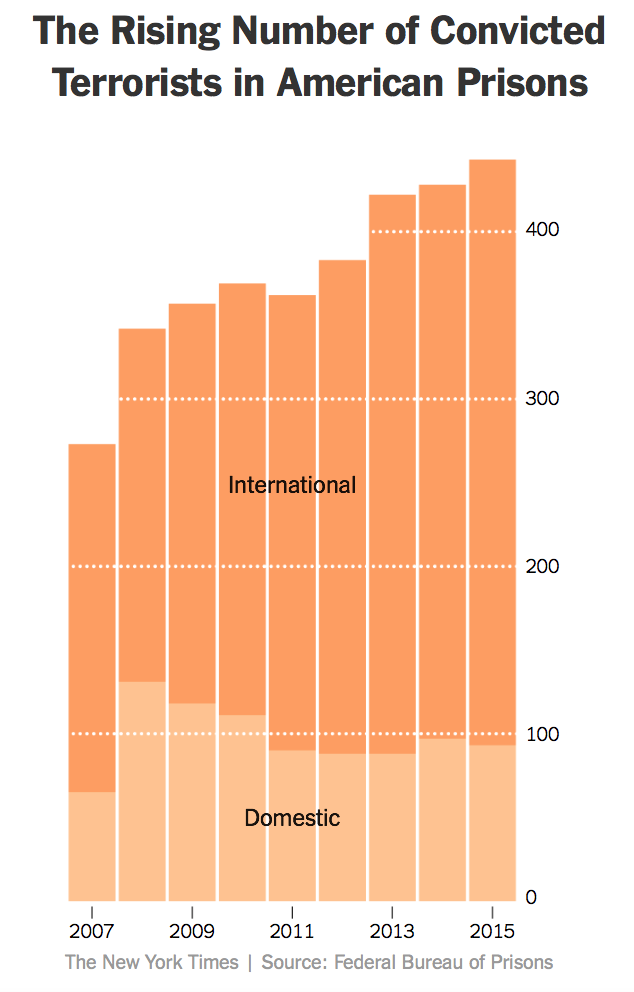 The Rising Number of Convicted
Terrorists in American Prisons
400
300
International
200
100
Domestic
0
2007 2009 2011 2013 2015
The New York Times | Source: Federal Bureau of Prisons